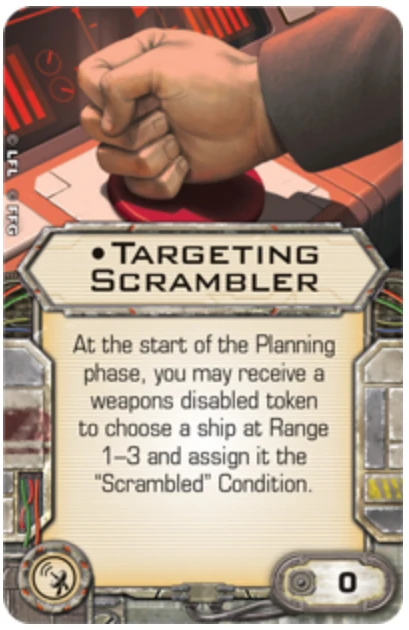 © LFL © FFG
•Targeting
Scrambler
At the start of the Planning
phase, you may receive a
weapons disabled token
to choose a ship at Range
1–3 and assign it the
"Scrambled" Condition.
0